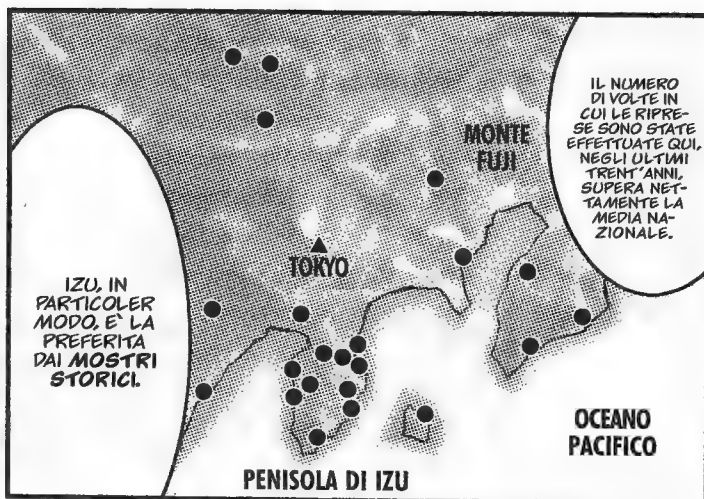 IL NUMERO
DI VOLTE IN
CUI LE RIPRE-
SE SONO STATE
EFFETTUATE QUI,
NEGLI ULTIMI
TRENT'ANNI,
SUPERA NET-
TAMENTE LA
MEDIA NA-
ZIONALE.
MONTE
FUJI
TOKYO
IZU, IN
PARTICOLER
MODO, E' LA
PREFERITA
DAI MOSTRI
STORICI.
OCEANO
PACIFICO
PENISOLA DI IZU